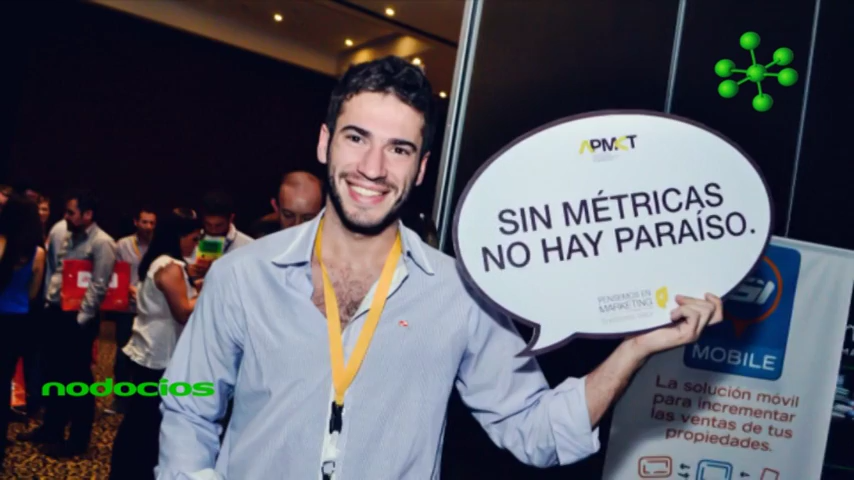 APMKT
SIN MÉTRICAS
NO HAY PARAÍSO.
PENSEMOS EN
MARKETING
nodocios
MOBILE
La solución móvil
para incrementar
las ventas de tus
propiedades.